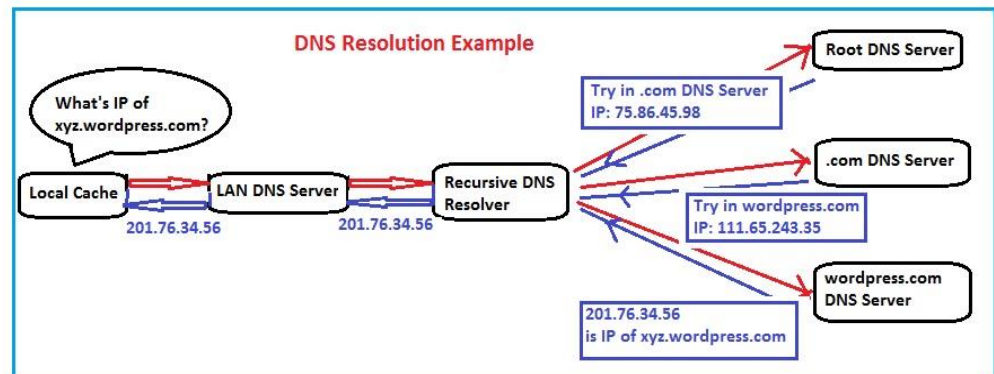 DNS Resolution Example
Root DNS Server
What's IP of
xyz.wordpress.com?
Try in .com DNS Server
IP: 75.86.45.98
.com DNS Server
Local Cache
LAN DNS Server
Recursive DNS
Resolver
201.76.34.56
201.76.34.56
Try in wordpress.com
IP: 111.65.243.35
wordpress.com
DNS Server
201.76.34.56
is IP of xyz.wordpress.com